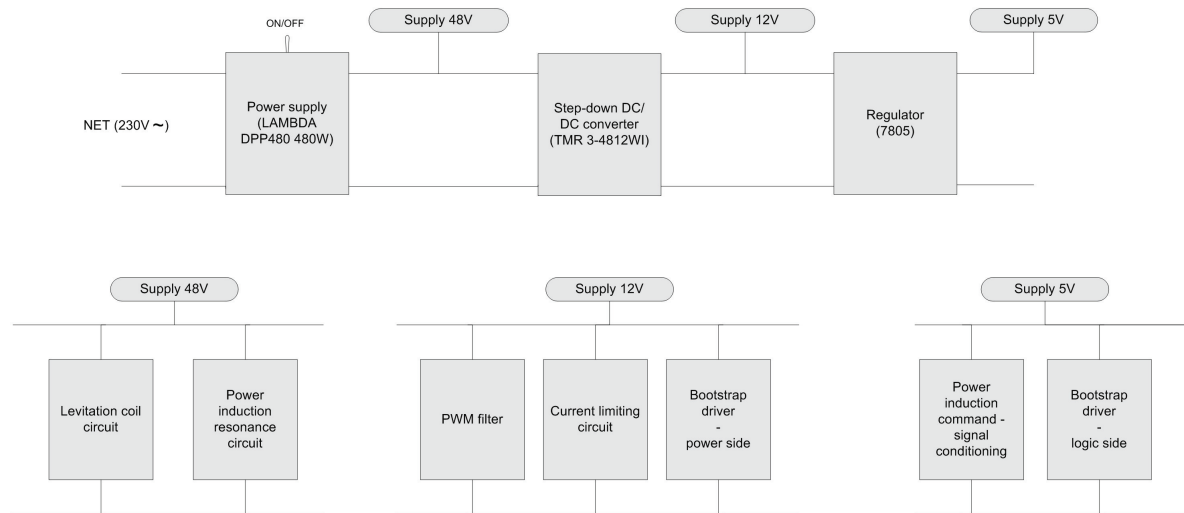 ON/OFF
Supply 48V
Supply 12V
Supply 5V
NET (230V ~)
Power supply
(LAMBDA
DPP480 480W)
Step-down DC/
DC converter
(TMR 3-4812WI)
Regulator
(7805)
Supply 48V
Supply 12V
Supply 5V
Levitation coil
circuit
Power
induction
resonance
circuit
PWM filter
Current limiting
circuit
Bootstrap
driver
-
power side
Power
induction
command -
signal
conditioning
Bootstrap
driver
-
logic side